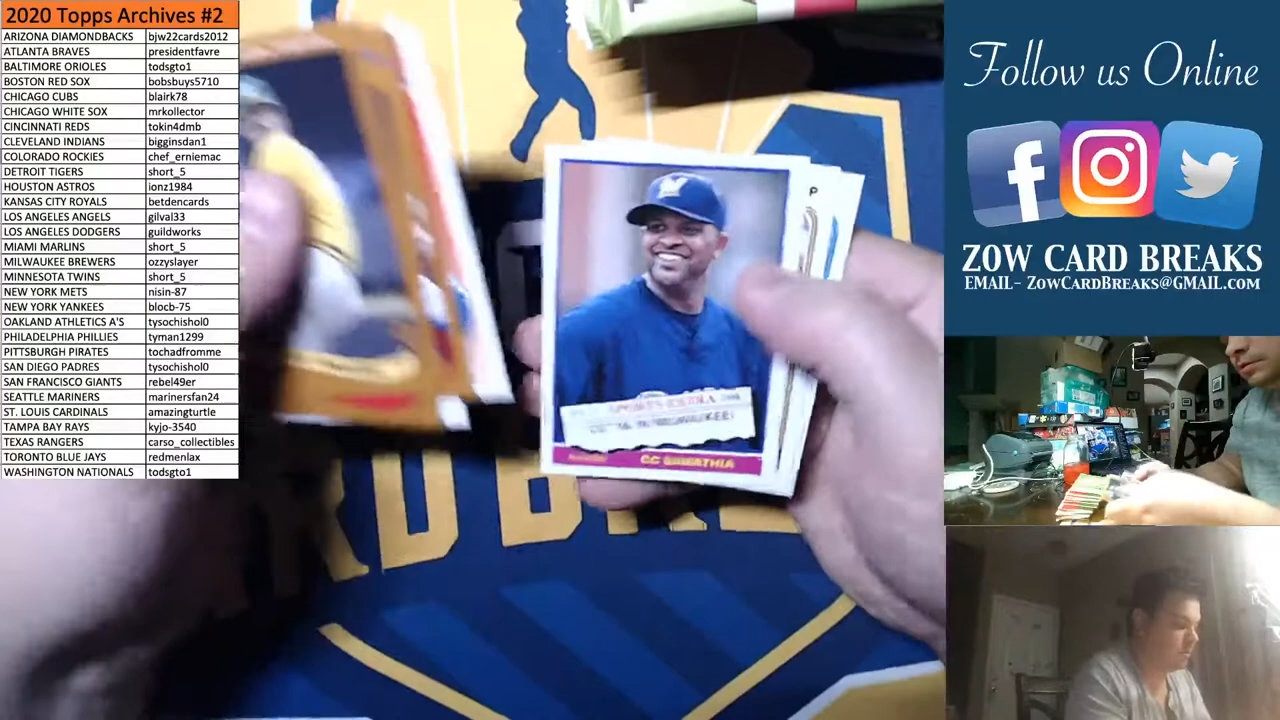 2020 Topps Archives #2
ARIZONA DIAMONDBACKS bjw22cards2012
ATLANTA BRAVES presidentfavre
BALTIMORE ORIOLES todsgto1
BOSTON RED SOX bobsbuys5710
CHICAGO CUBS blairk78
CHICAGO WHITE SOX mrkollector
CINCINNATI REDS tokin4dmb
CLEVELAND INDIANS bigginsdan1
COLORADO ROCKIES chef_erniemac
DETROIT TIGERS short_5
HOUSTON ASTROS ionz1984
KANSAS CITY ROYALS betdencards
LOS ANGELES ANGELS gilval33
LOS ANGELES DODGERS guildworks
MIAMI MARLINS short_5
MILWAUKEE BREWERS ozzyslayer
MINNESOTA TWINS short_5
NEW YORK METS nisin-87
NEW YORK YANKEES blocb-75
OAKLAND ATHLETICS A'S tysochishol0
PHILADELPHIA PHILLIES tyman1299
PITTSBURGH PIRATES tochadfromme
SAN DIEGO PADRES tysochishol0
SAN FRANCISCO GIANTS rebel49er
SEATTLE MARINERS marinersfan24
ST. LOUIS CARDINALS amazingturtle
TAMPA BAY RAYS kyjo-3540
TEXAS RANGERS carso_collectibles
TORONTO BLUE JAYS redmenlax
WASHINGTON NATIONALS todsgto1
P
CC SABATHIA
RD BRE
Follow us Online
ZOW CARD BREAKS
EMAIL- ZOWCARDBREAKS@GMAIL.COM